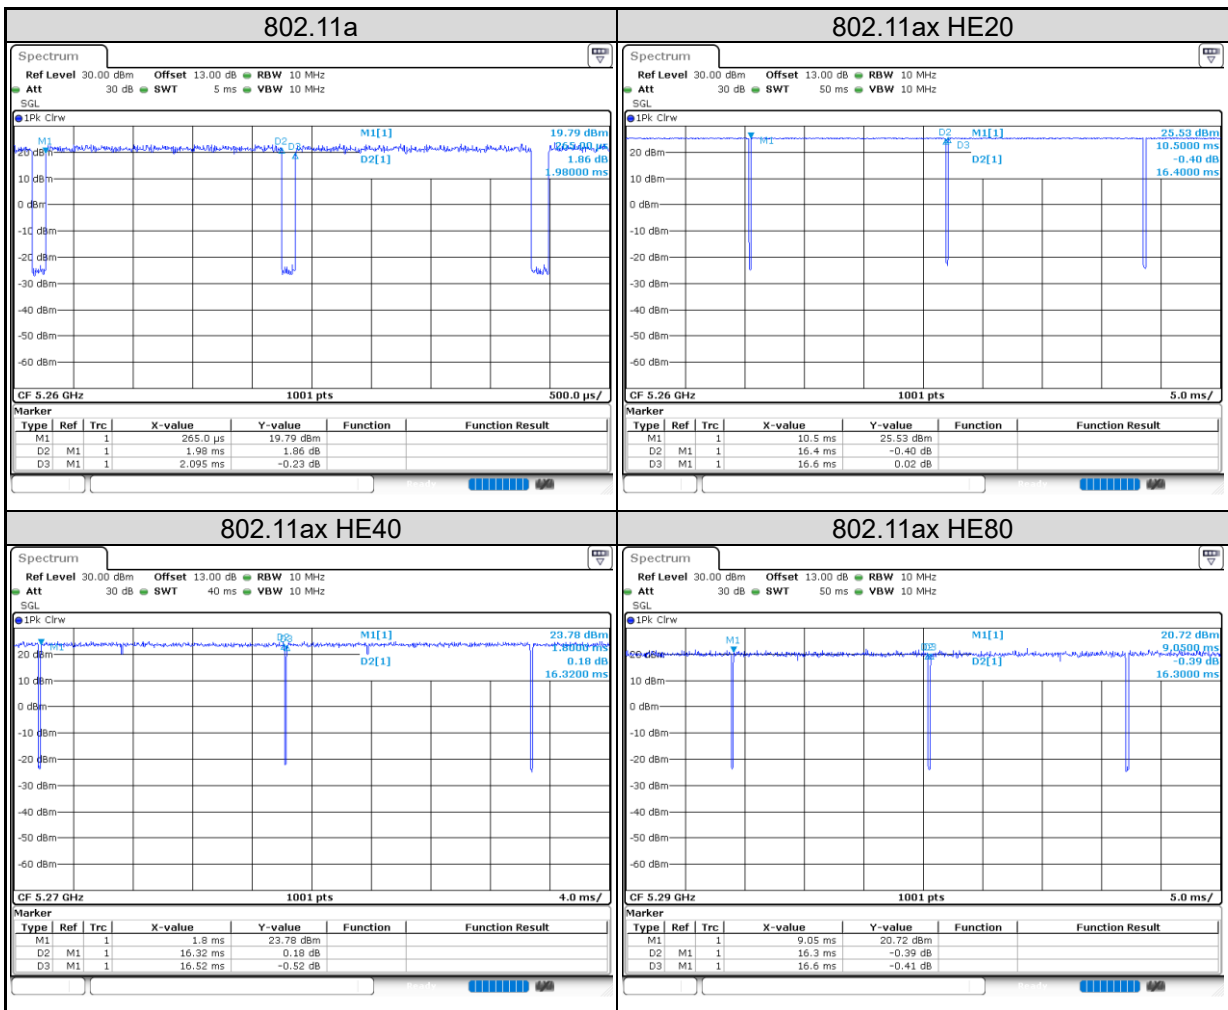 802.11a
Spectrum
Ref Level 30.00 dBm Offset 13.00 dB RBW 10 MHz
Att 30 dB SWT 5 ms VBW 10 MHz
SGL
1Pk Clrw
M1[1] 19.79 dBm
265.00 µs
D2[1] 1.86 dB
1.98000 ms
M1
D2
D3
20 dBm
10 dBm
0 dBm
-10 dBm
-20 dBm
-30 dBm
-40 dBm
-50 dBm
-60 dBm
CF 5.26 GHz 1001 pts 500.0 µs/
Marker
Type Ref Trc X-value Y-value Function Function Result
M1 1 265.0 µs 19.79 dBm
D2 M1 1 1.98 ms 1.86 dB
D3 M1 1 2.095 ms -0.23 dB
802.11ax HE20
Spectrum
Ref Level 30.00 dBm Offset 13.00 dB RBW 10 MHz
Att 30 dB SWT 50 ms VBW 10 MHz
SGL
1Pk Clrw
M1[1] 25.53 dBm
10.5000 ms
D2[1] -0.40 dB
16.4000 ms
M1
D2
D3
20 dBm
10 dBm
0 dBm
-10 dBm
-20 dBm
-30 dBm
-40 dBm
-50 dBm
-60 dBm
CF 5.26 GHz 1001 pts 5.0 ms/
Marker
Type Ref Trc X-value Y-value Function Function Result
M1 1 10.5 ms 25.53 dBm
D2 M1 1 16.4 ms -0.40 dB
D3 M1 1 16.6 ms 0.02 dB
802.11ax HE40
Spectrum
Ref Level 30.00 dBm Offset 13.00 dB RBW 10 MHz
Att 30 dB SWT 40 ms VBW 10 MHz
SGL
1Pk Clrw
M1[1] 23.78 dBm
1.8000 ms
D2[1] 0.18 dB
16.3200 ms
M1
20 dBm
10 dBm
0 dBm
-10 dBm
-20 dBm
-30 dBm
-40 dBm
-50 dBm
-60 dBm
CF 5.27 GHz 1001 pts 4.0 ms/
Marker
Type Ref Trc X-value Y-value Function Function Result
M1 1 1.8 ms 23.78 dBm
D2 M1 1 16.32 ms 0.18 dB
D3 M1 1 16.52 ms -0.52 dB
802.11ax HE80
Spectrum
Ref Level 30.00 dBm Offset 13.00 dB RBW 10 MHz
Att 30 dB SWT 50 ms VBW 10 MHz
SGL
1Pk Clrw
M1[1] 20.72 dBm
9.0500 ms
D2[1] -0.39 dB
16.3000 ms
M1
20 dBm
10 dBm
0 dBm
-10 dBm
-20 dBm
-30 dBm
-40 dBm
-50 dBm
-60 dBm
CF 5.29 GHz 1001 pts 5.0 ms/
Marker
Type Ref Trc X-value Y-value Function Function Result
M1 1 9.05 ms 20.72 dBm
D2 M1 1 16.3 ms -0.39 dB
D3 M1 1 16.6 ms -0.41 dB